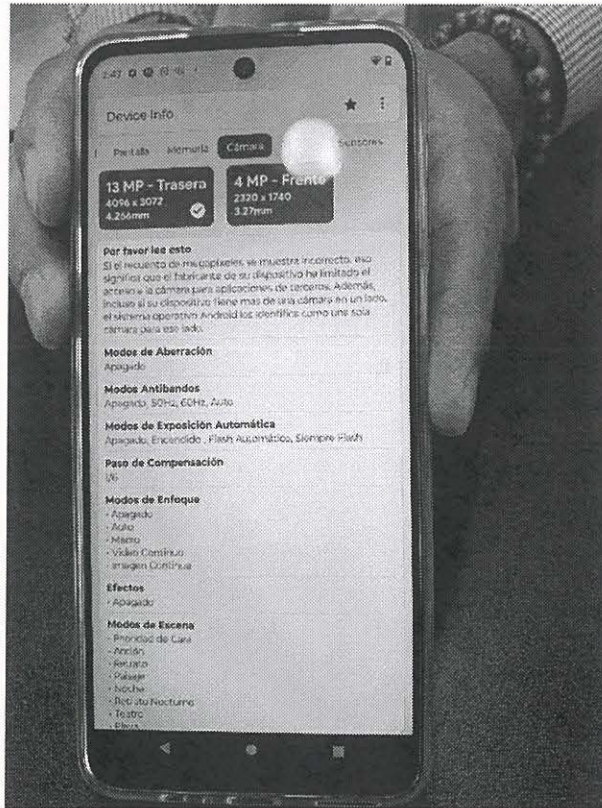 2:47
Device Info
Pantalla Memoria Cámara Sensores
13 MP - Trasera
4096 x 3072
4.256mm
4 MP - Frente
2320 x 1740
3.27mm
Por favor lee esto
Si el recuento de megapíxeles se muestra incorrecto, eso
significa que el fabricante de su dispositivo ha limitado el
acceso a la cámara para aplicaciones de terceros. Además,
incluso si su dispositivo tiene más de una cámara en un lado,
el sistema operativo Android los identifica como una sola
cámara para ese lado.
Modos de Aberración
Apagado
Modos Antibandos
Apagado, 50Hz, 60Hz, Auto
Modos de Exposición Automática
Apagado, Encendido , Flash Automático, Siempre Flash
Paso de Compensación
1/6
Modos de Enfoque
• Apagado
• Auto
• Macro
• Video Continuo
• Imagen Continua
Efectos
• Apagado
Modos de Escena
• Prioridad de Cara
• Acción
• Retrato
• Paisaje
• Noche
• Retrato Nocturno
• Teatro
• Playa